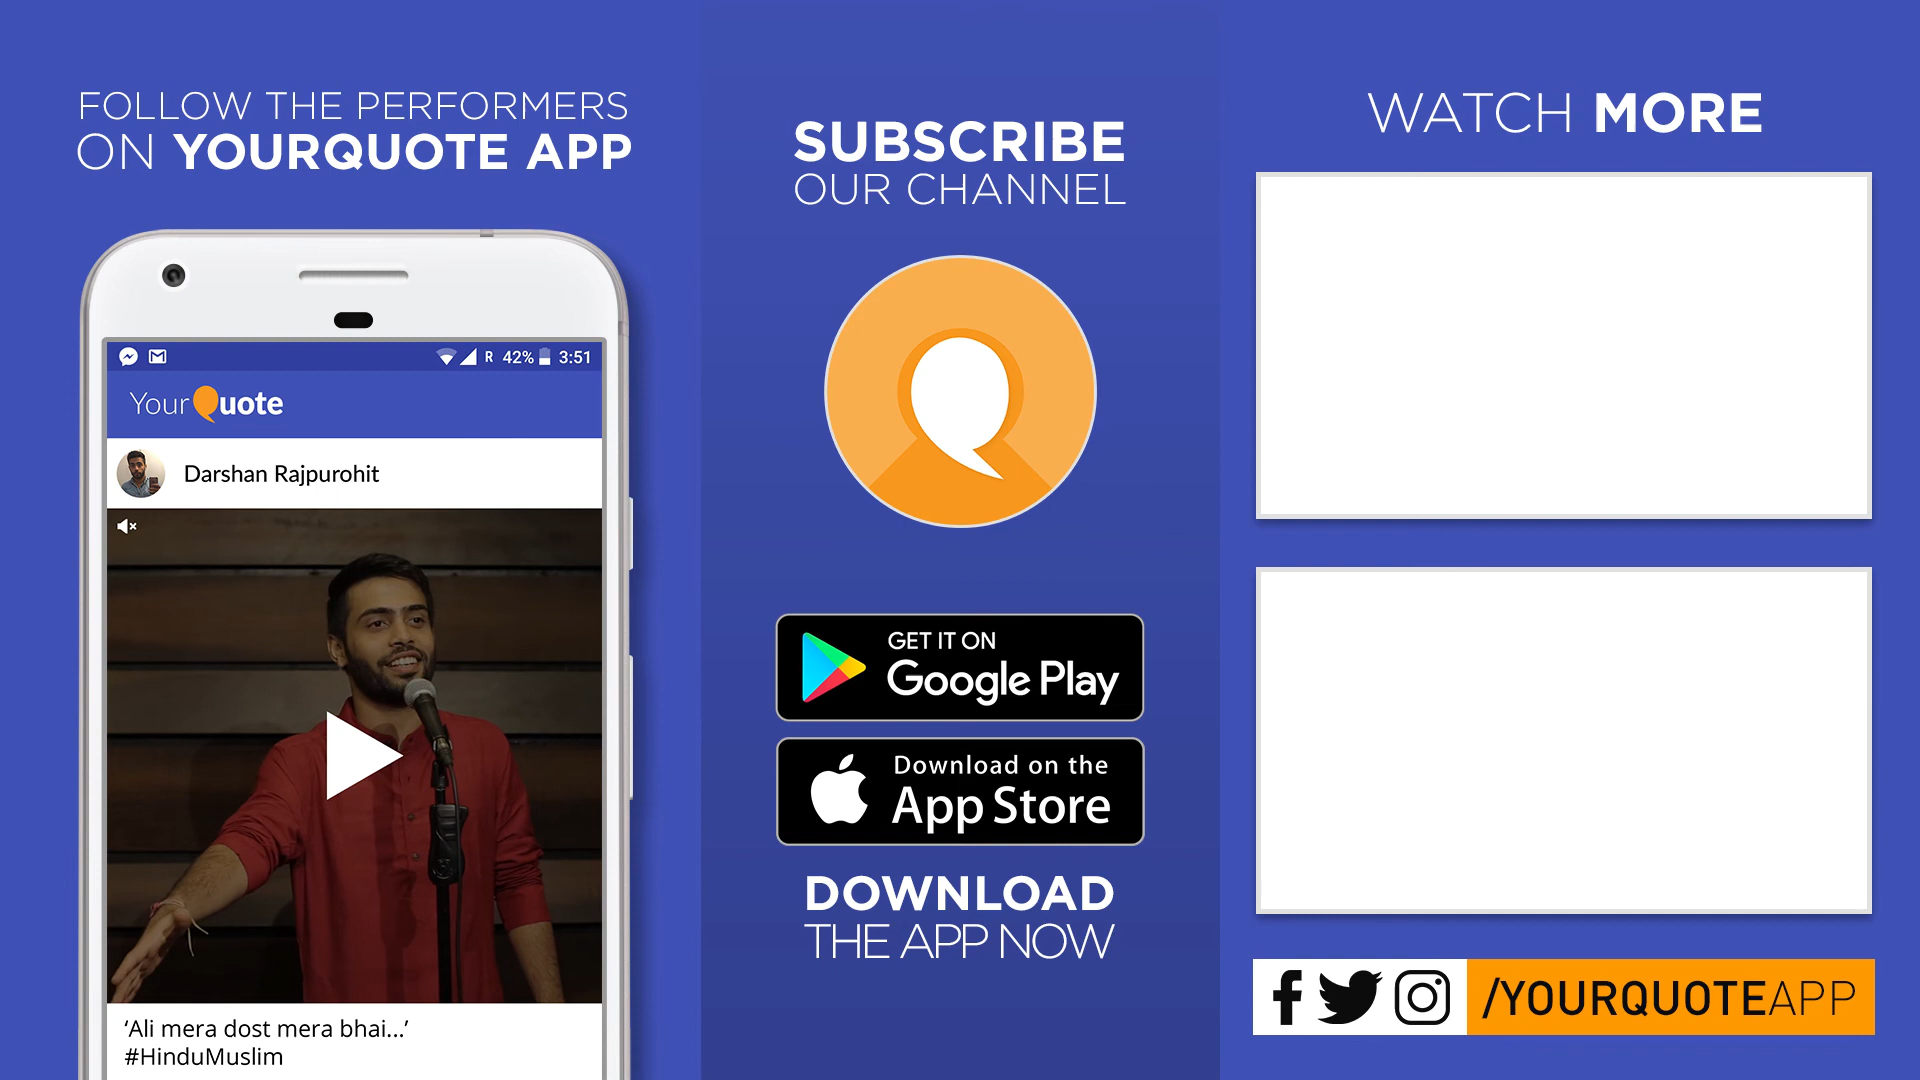 FOLLOW THE PERFORMERS
ON YOURQUOTE APP
R 42% 3:51
YourQuote
Darshan Rajpurohit
‘Ali mera dost mera bhai...’
#HinduMuslim
SUBSCRIBE
OUR CHANNEL
GET IT ON
Google Play
Download on the
App Store
DOWNLOAD
THE APP NOW
WATCH MORE
/YOURQUOTEAPP